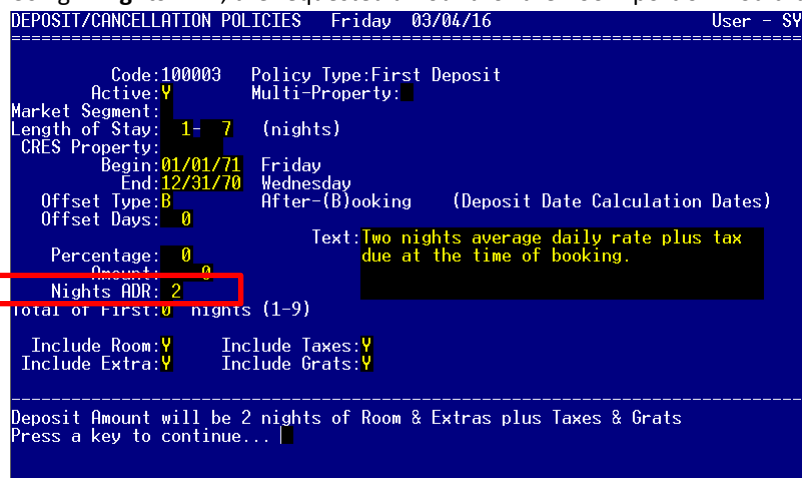 DEPOSIT/CANCELLATION POLICIES Friday 03/04/16 User - SY
Code:100003 Policy Type:First Deposit
Active:Y Multi-Property:
Market Segment:
Length of Stay: 1- 7 (nights)
CRES Property:
Begin:01/01/71 Friday
End:12/31/70 Wednesday
Offset Type:B After-(B)ooking (Deposit Date Calculation Dates)
Offset Days: 0
Text:Two nights average daily rate plus tax
Percentage: 0 due at the time of booking.
Amount: 0
Nights ADR: 2
Total of First:0 nights (1-9)
Include Room:Y Include Taxes:Y
Include Extra:Y Include Grats:Y
Deposit Amount will be 2 nights of Room & Extras plus Taxes & Grats
Press a key to continue...